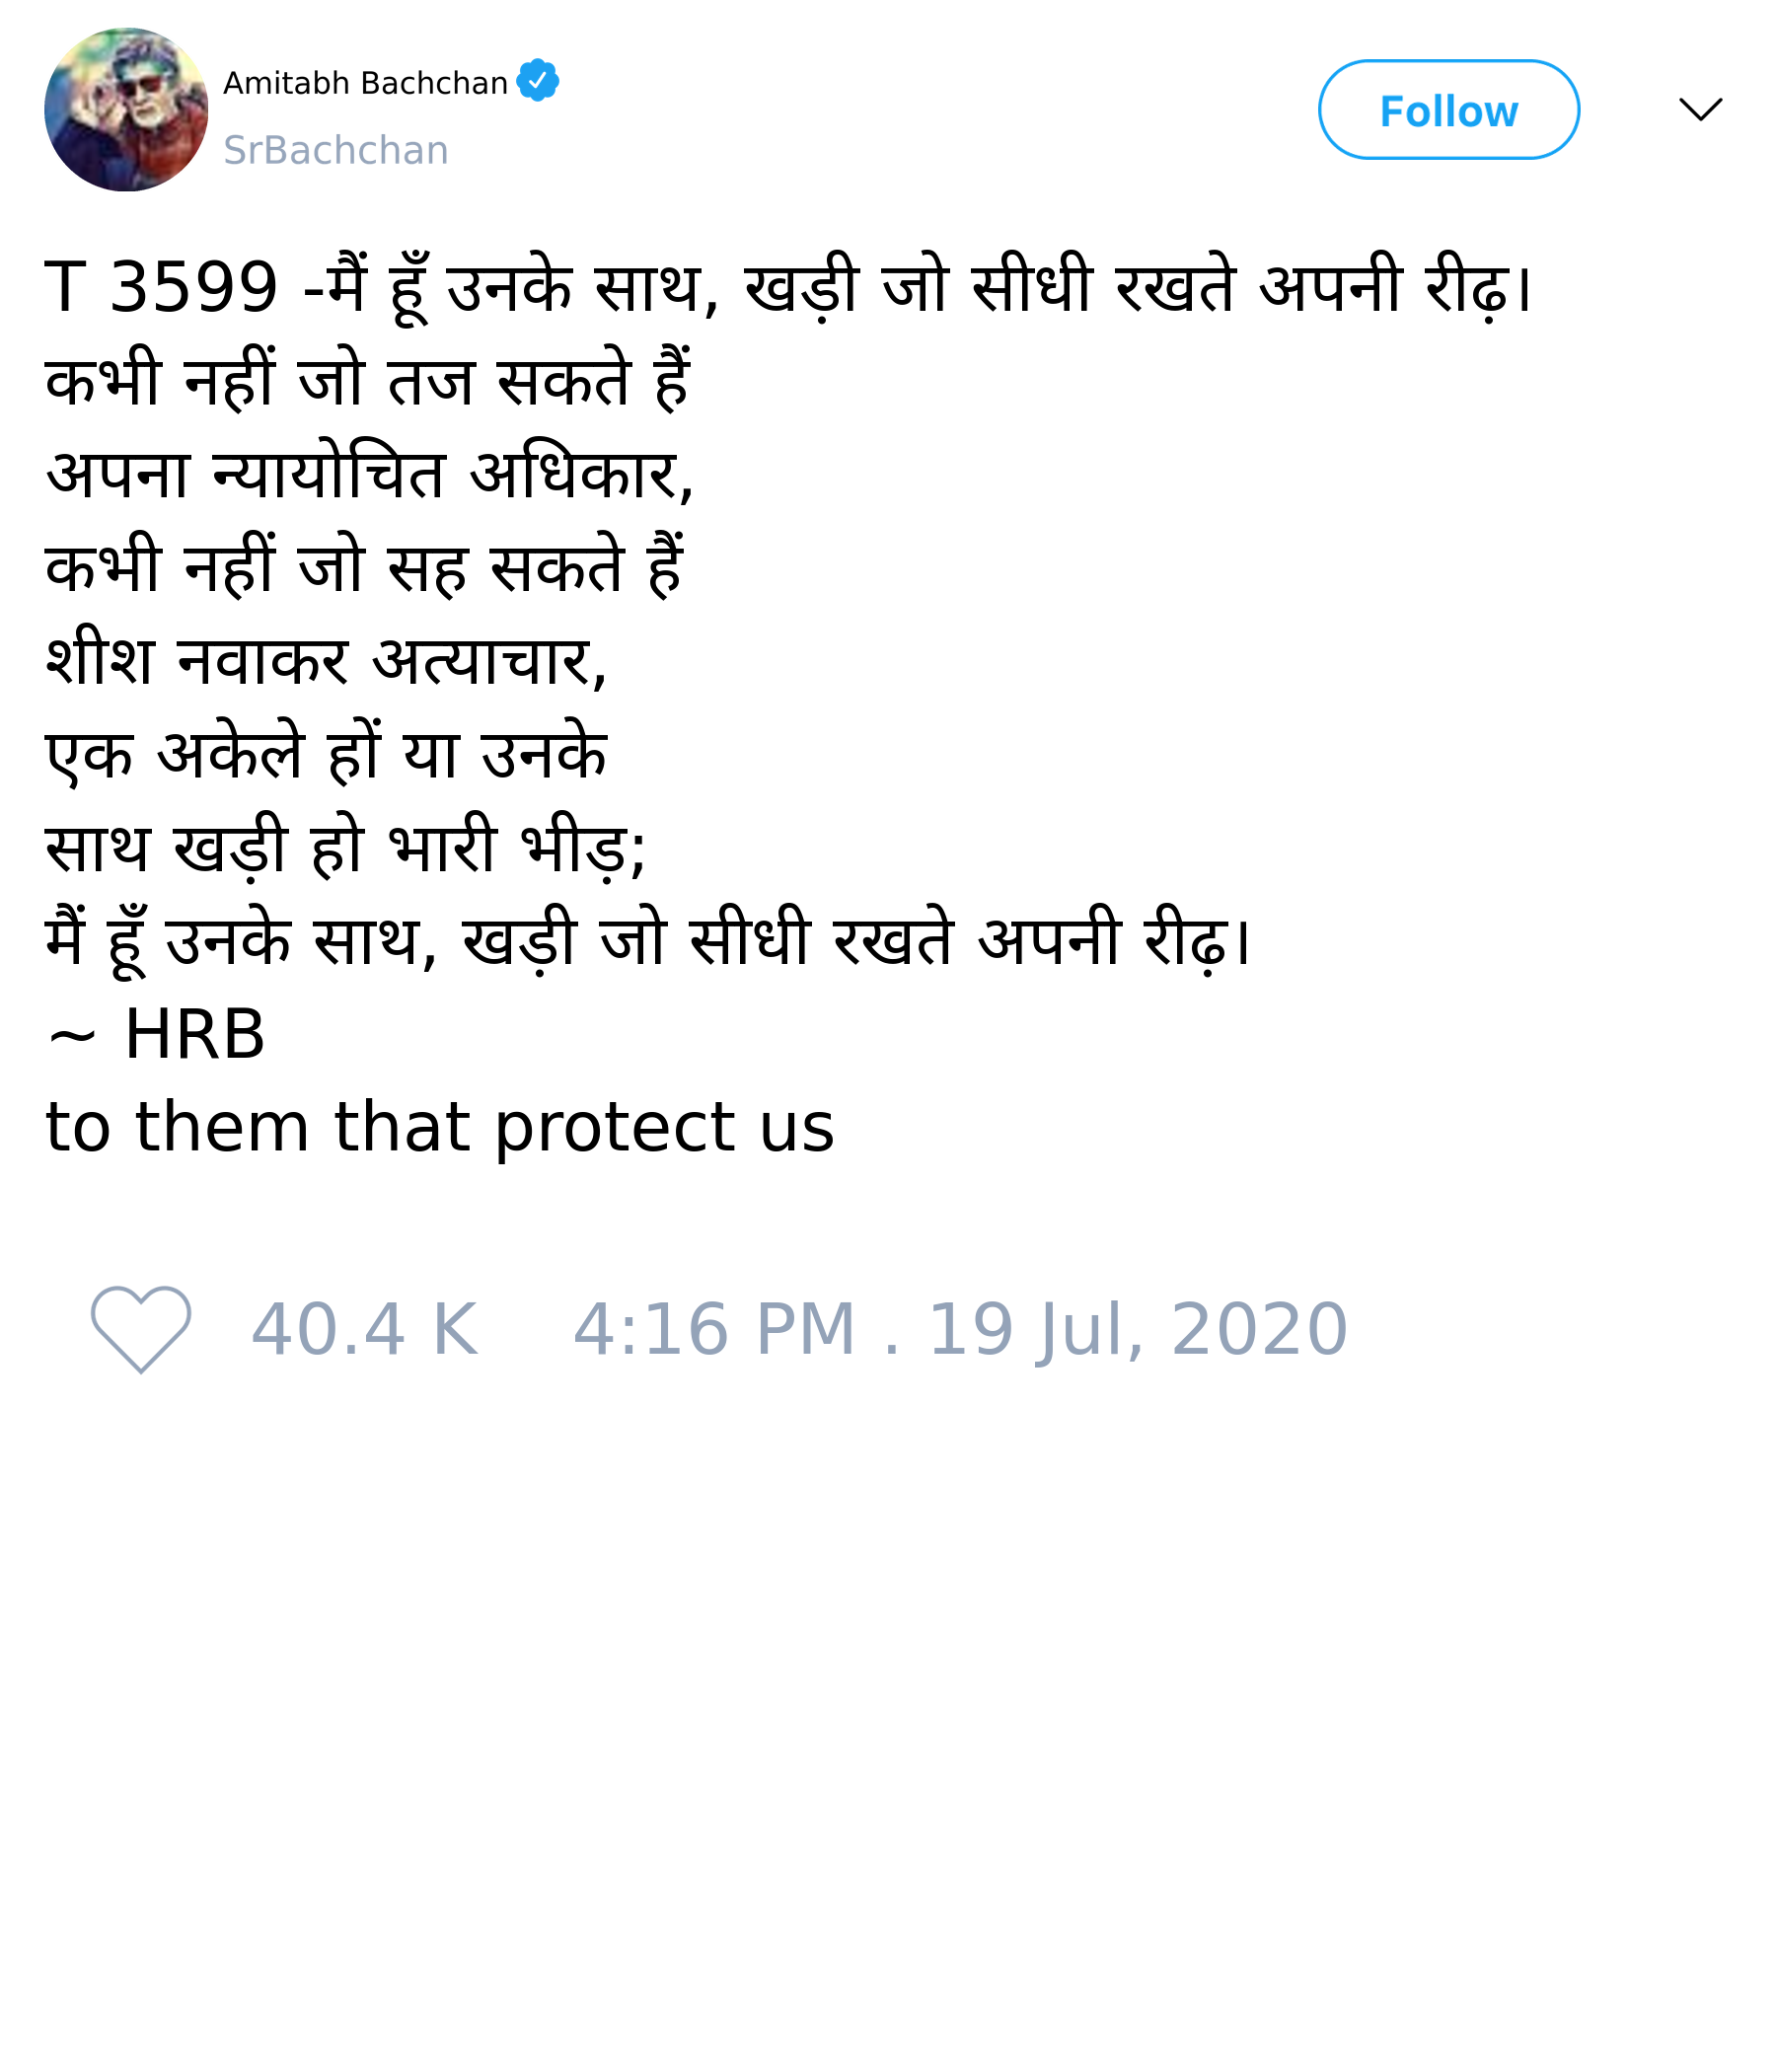 Amitabh Bachchan
SrBachchan
Follow
T 3599 -मैं हूँ उनके साथ, खड़ी जो सीधी रखते अपनी रीढ़।
कभी नहीं जो तज सकते हैं
अपना न्यायोचित अधिकार,
कभी नहीं जो सह सकते हैं
शीश नवाकर अत्याचार,
एक अकेले हों या उनके
साथ खड़ी हो भारी भीड़;
मैं हूँ उनके साथ, खड़ी जो सीधी रखते अपनी रीढ़।
~ HRB
to them that protect us
40.4 K 4:16 PM . 19 Jul, 2020